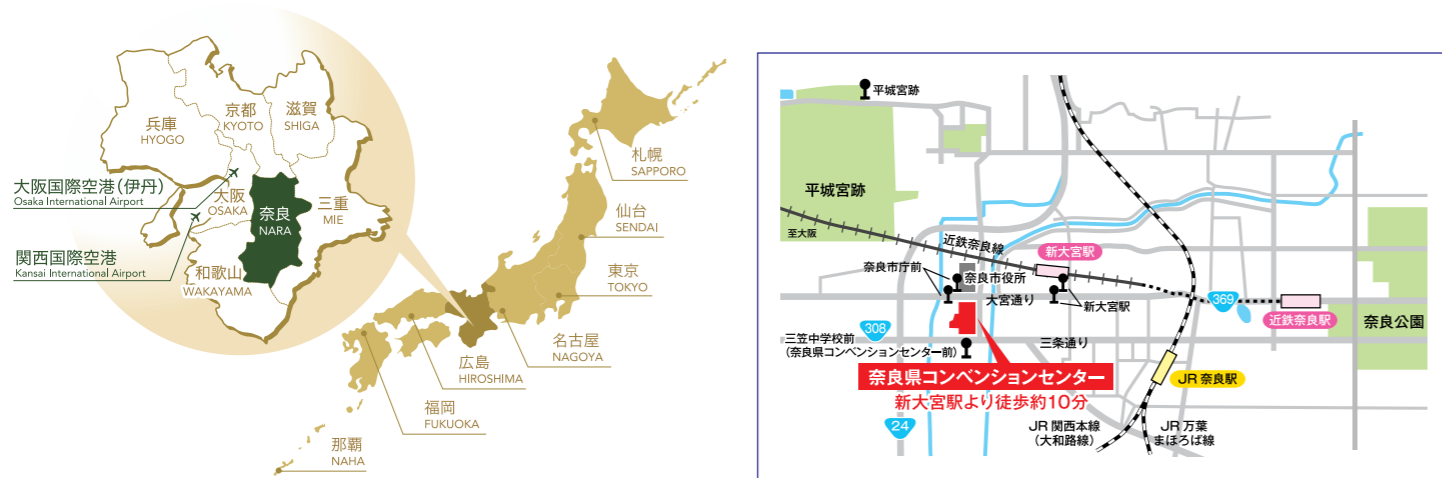 兵庫
HYOGO
京都
KYOTO
滋賀
SHIGA
大阪国際空港(伊丹)
Osaka International Airport
大阪
OSAKA
奈良
NARA
三重
MIE
関西国際空港
Kansai International Airport
和歌山
WAKAYAMA
札幌
SAPPORO
仙台
SENDAI
東京
TOKYO
名古屋
NAGOYA
広島
HIROSHIMA
福岡
FUKUOKA
那覇
NAHA
平城宮跡
平城宮跡
至大阪
近鉄奈良線
新大宮駅
奈良市庁前
奈良市役所
大宮通り
新大宮駅
369
近鉄奈良駅
奈良公園
308
三笠中学校前
(奈良県コンベンションセンター前)
三条通り
奈良県コンベンションセンター
新大宮駅より徒歩約10分
JR 奈良駅
24
JR 関西本線
(大和路線)
JR 万葉
まほろば線